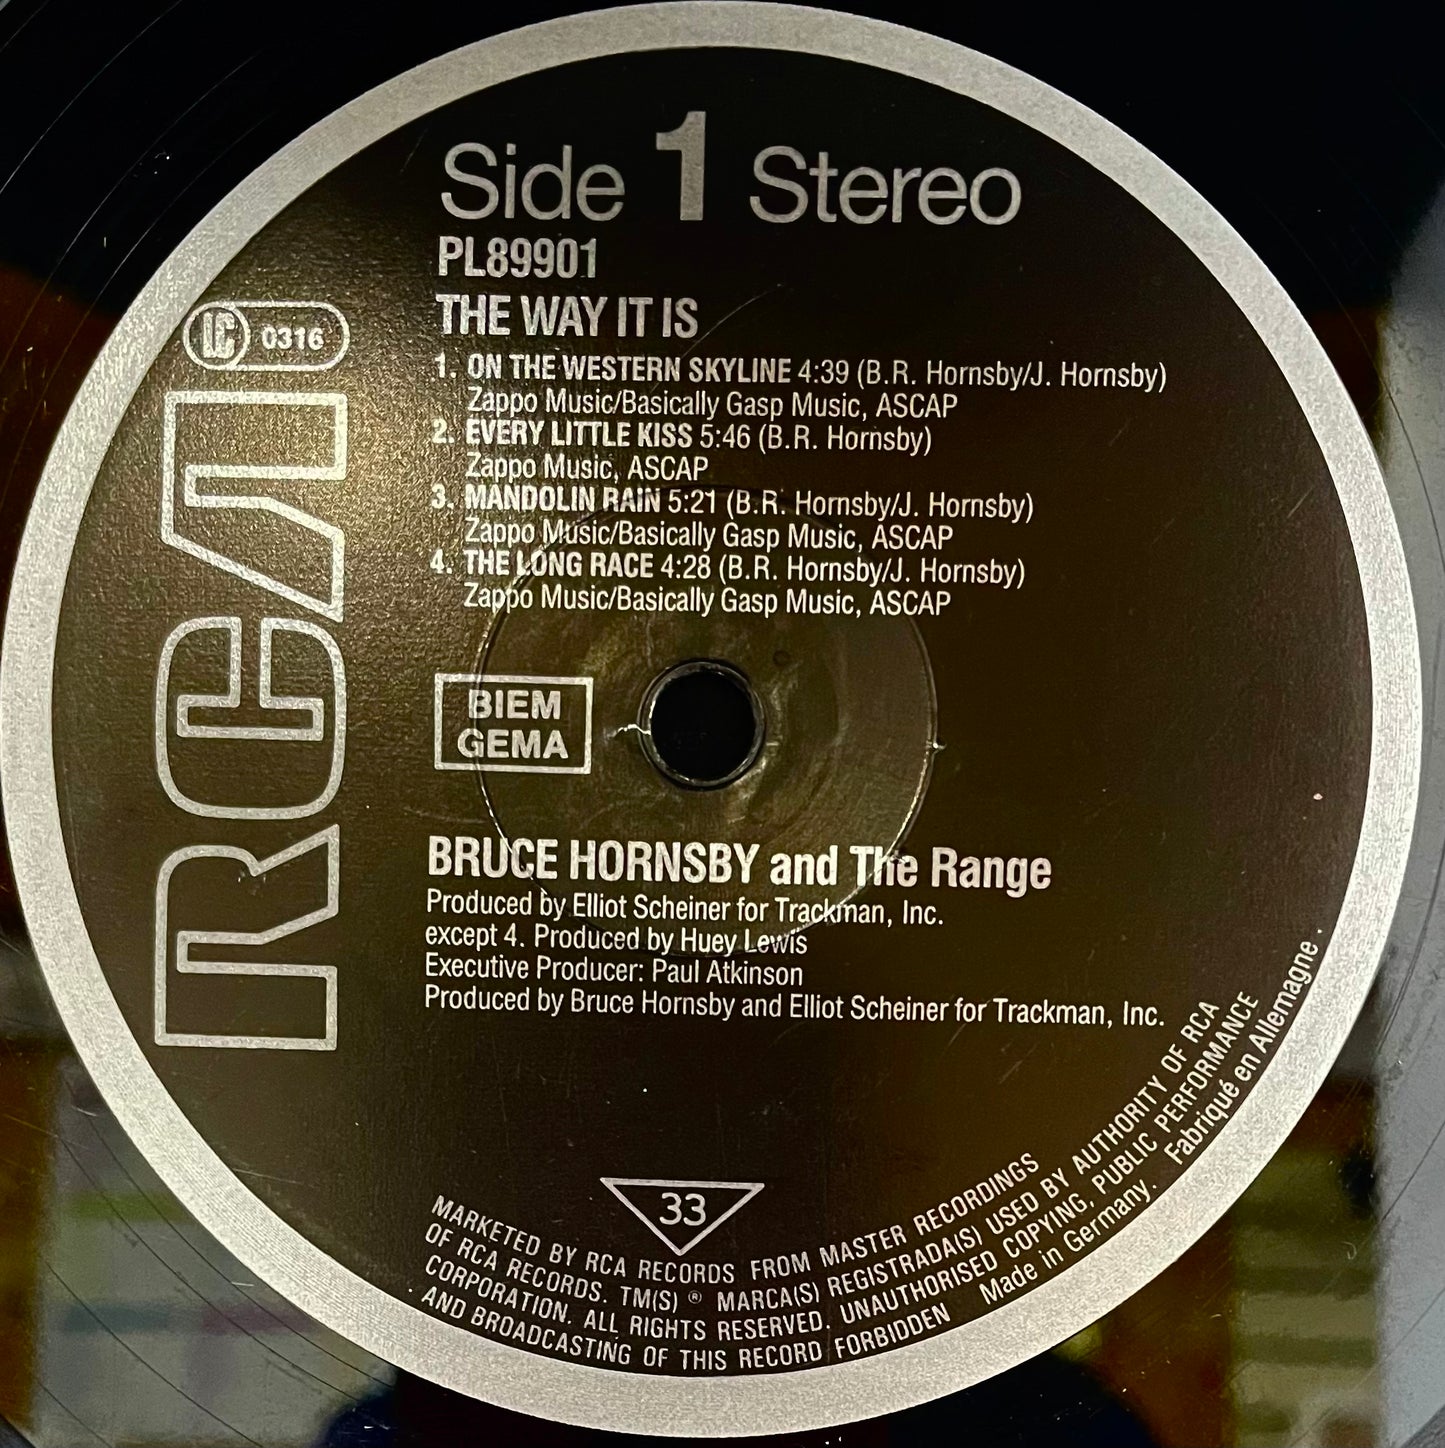 Side 1 Stereo
PL89901
THE WAY IT IS
LC 0316
1. ON THE WESTERN SKYLINE 4:39 (B.R. Hornsby/J. Hornsby)
Zappo Music/Basically Gasp Music, ASCAP
2. EVERY LITTLE KISS 5:46 (B.R. Hornsby)
Zappo Music, ASCAP
3. MANDOLIN RAIN 5:21 (B.R. Hornsby/J. Hornsby)
Zappo Music/Basically Gasp Music, ASCAP
4. THE LONG RACE 4:28 (B.R. Hornsby/J. Hornsby)
Zappo Music/Basically Gasp Music, ASCAP
RCA
BIEM
GEMA
BRUCE HORNSBY and The Range
Produced by Elliot Scheiner for Trackman, Inc.
except 4. Produced by Huey Lewis
Executive Producer: Paul Atkinson
Produced by Bruce Hornsby and Elliot Scheiner for Trackman, Inc.
33
MARKETED BY RCA RECORDS FROM MASTER RECORDINGS
OF RCA RECORDS. TM(S) ® MARCA(S) REGISTRADA(S) USED BY AUTHORITY OF RCA
CORPORATION. ALL RIGHTS RESERVED. UNAUTHORISED COPYING, PUBLIC PERFORMANCE
. AND BROADCASTING OF THIS RECORD FORBIDDEN Made in Germany. Fabriqué en Allemagne .